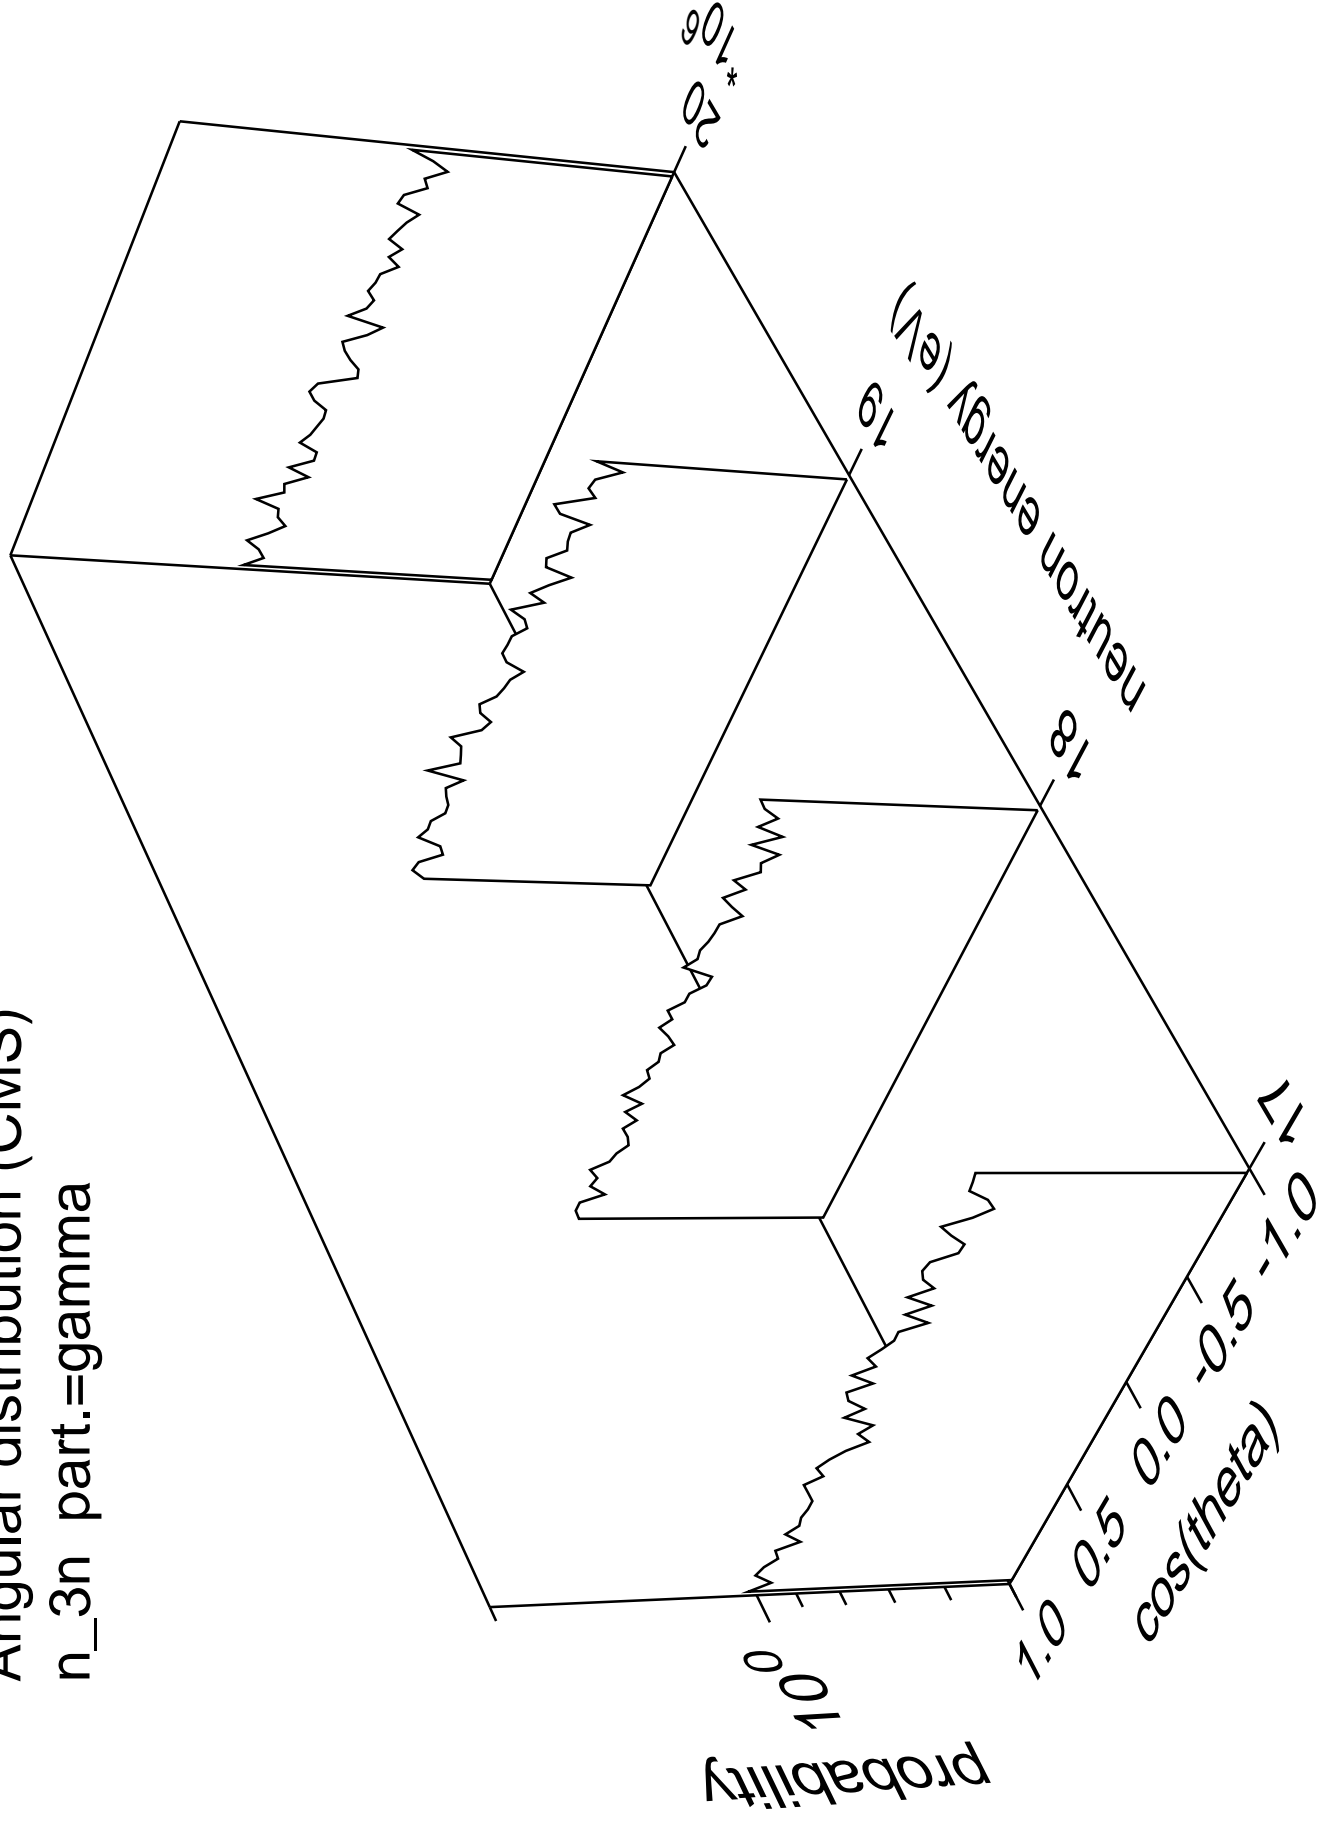 Angular distribution (CMS)
n_3n part.=gamma
probability
10 0
1.0 0.5 0.0 -0.5 -1.0
cos(theta)
17 18 19 20
* 10 6
neutron energy (eV)